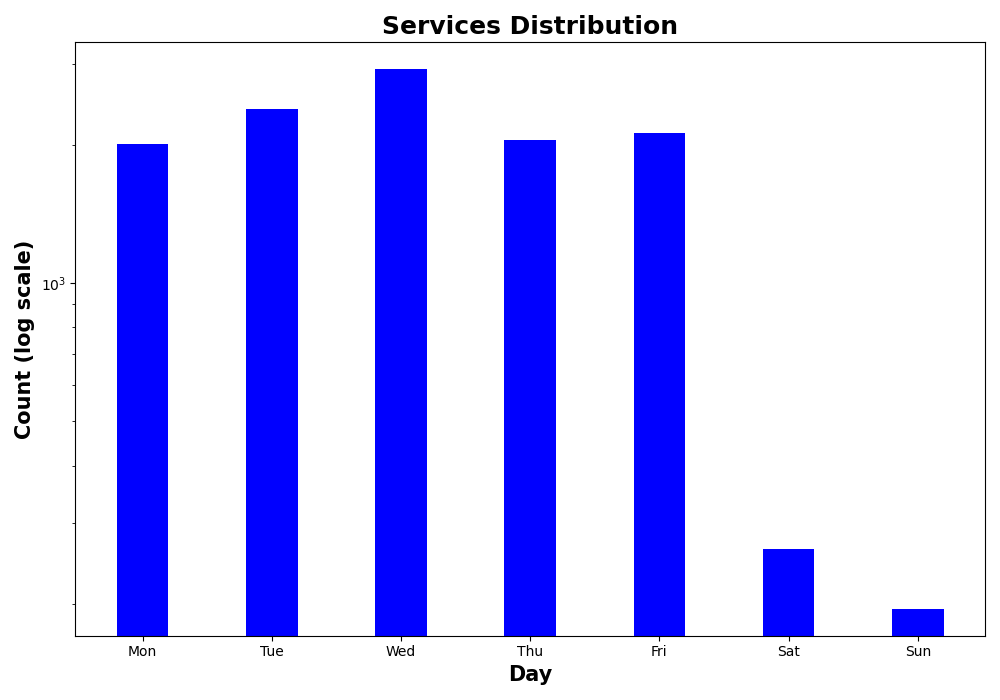 Services Distribution
Count (log scale)
10³
Mon Tue Wed Thu Fri Sat Sun
Day